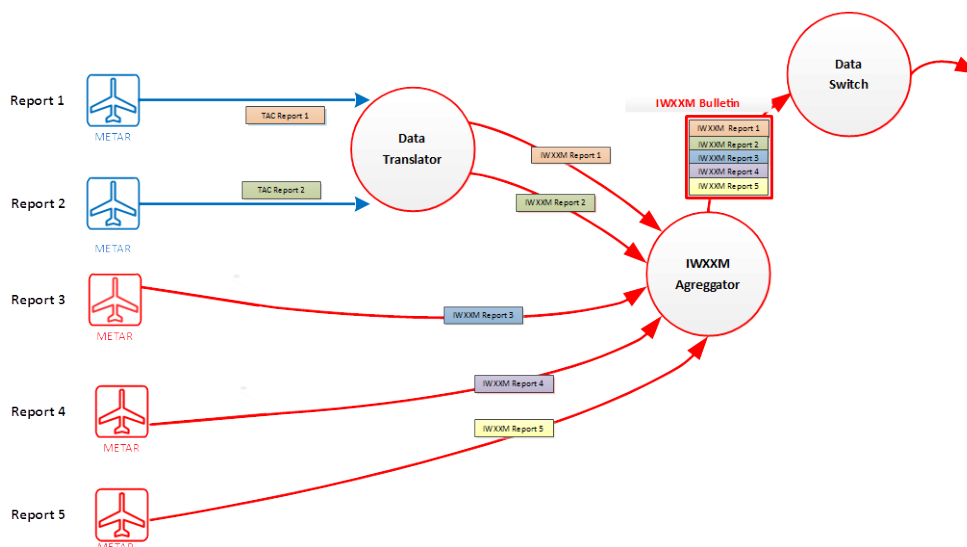 Report 1
METAR
TAC Report 1
Report 2
METAR
TAC Report 2
Data
Translator
IWXXM Report 1
IWXXM Report 2
Report 3
METAR
IWXXM Report 3
Report 4
METAR
IWXXM Report 4
Report 5
METAR
IWXXM Report 5
IWXXM
Agreggator
IWXXM Bulletin
IWXXM Report 1
IWXXM Report 2
IWXXM Report 3
IWXXM Report 4
IWXXM Report 5
Data
Switch